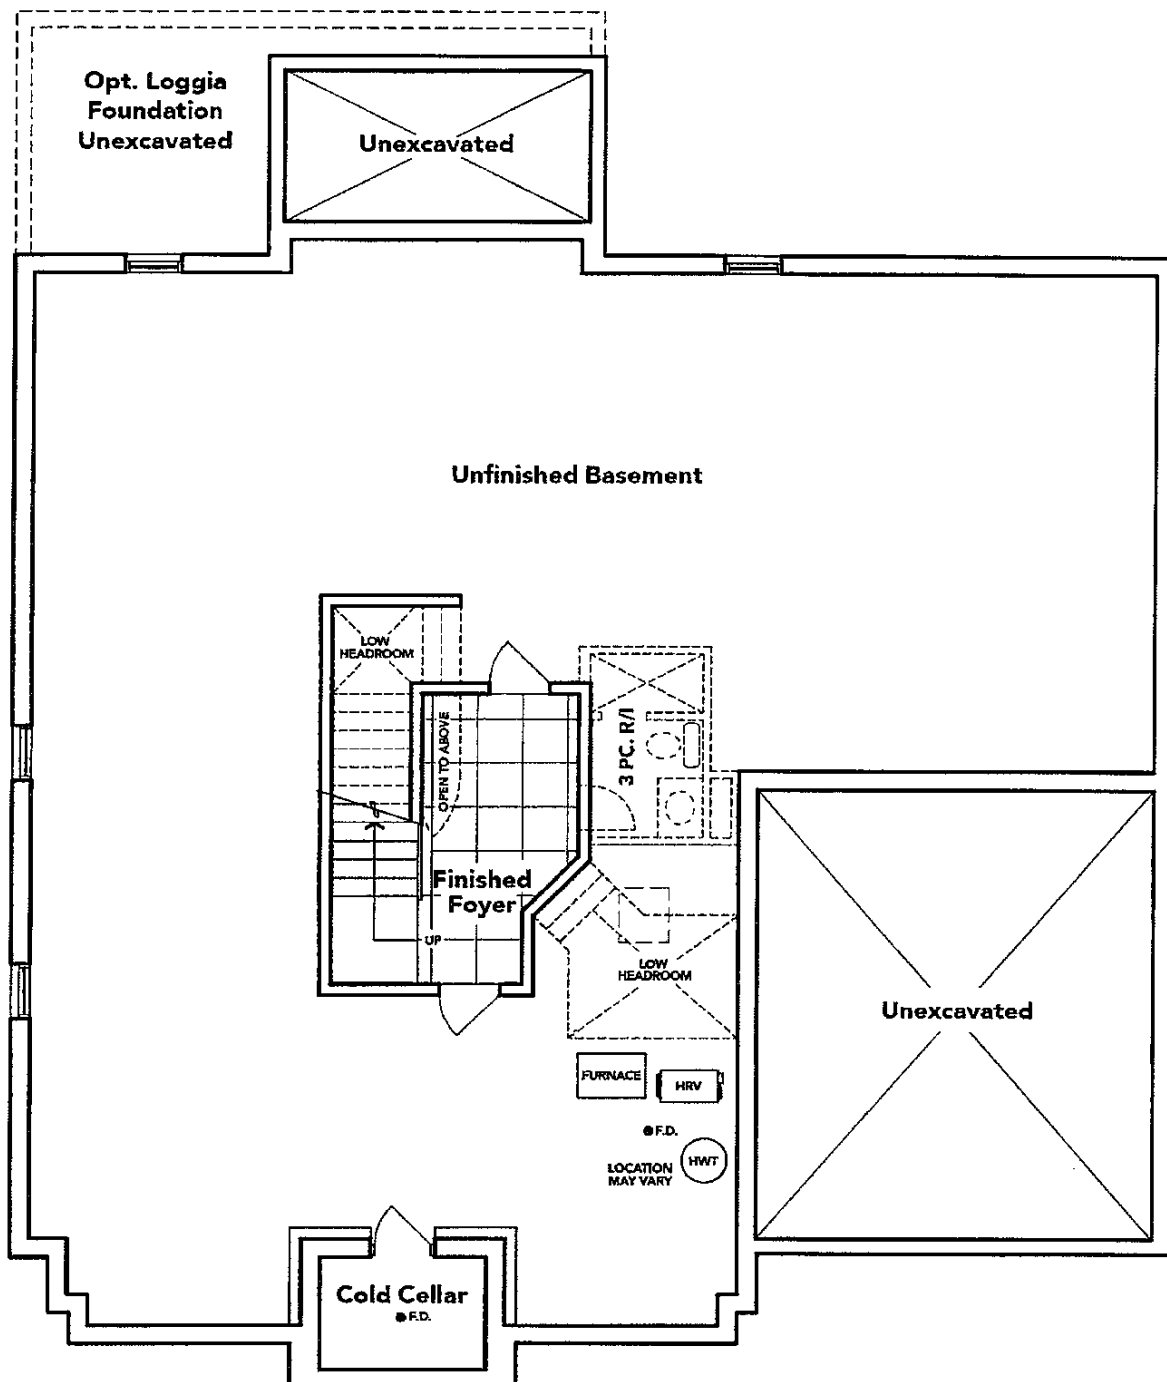 Opt. Loggia
Foundation
Unexcavated
Unexcavated
Unfinished Basement
LOW
HEADROOM
OPEN TO ABOVE
3 PC. R/I
Finished
Foyer
UP
LOW
HEADROOM
Unexcavated
FURNACE
HRV
F.D.
HWT
LOCATION
MAY VARY
Cold Cellar
F.D.